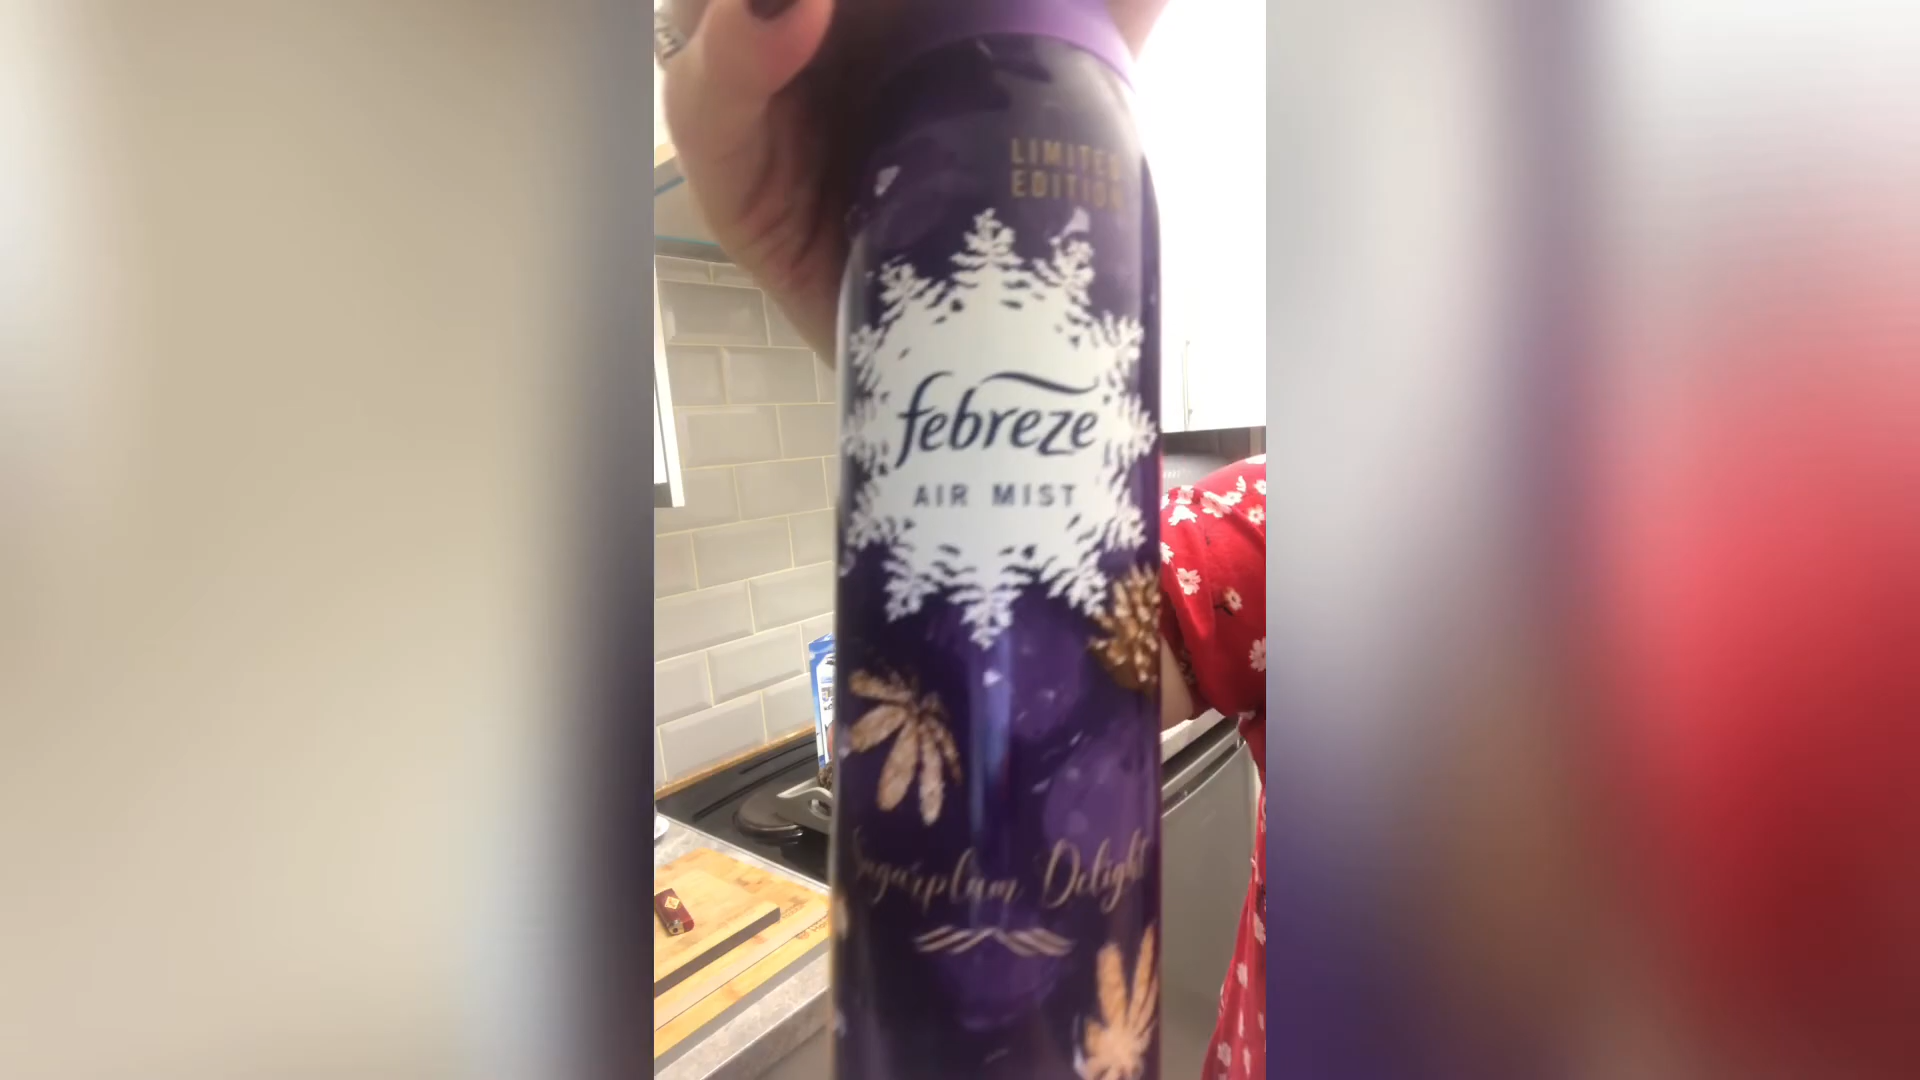 LIMITED
EDITION
febreze
AIR MIST
Sugarplum Delight